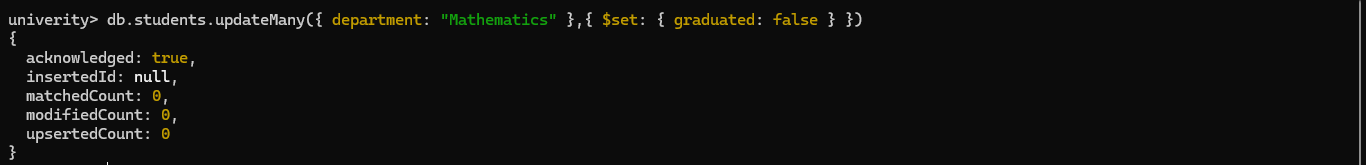 univerity> db.students.updateMany({ department: "Mathematics" },{ $set: { graduated: false } })
{
  acknowledged: true,
  insertedId: null,
  matchedCount: 0,
  modifiedCount: 0,
  upsertedCount: 0
}